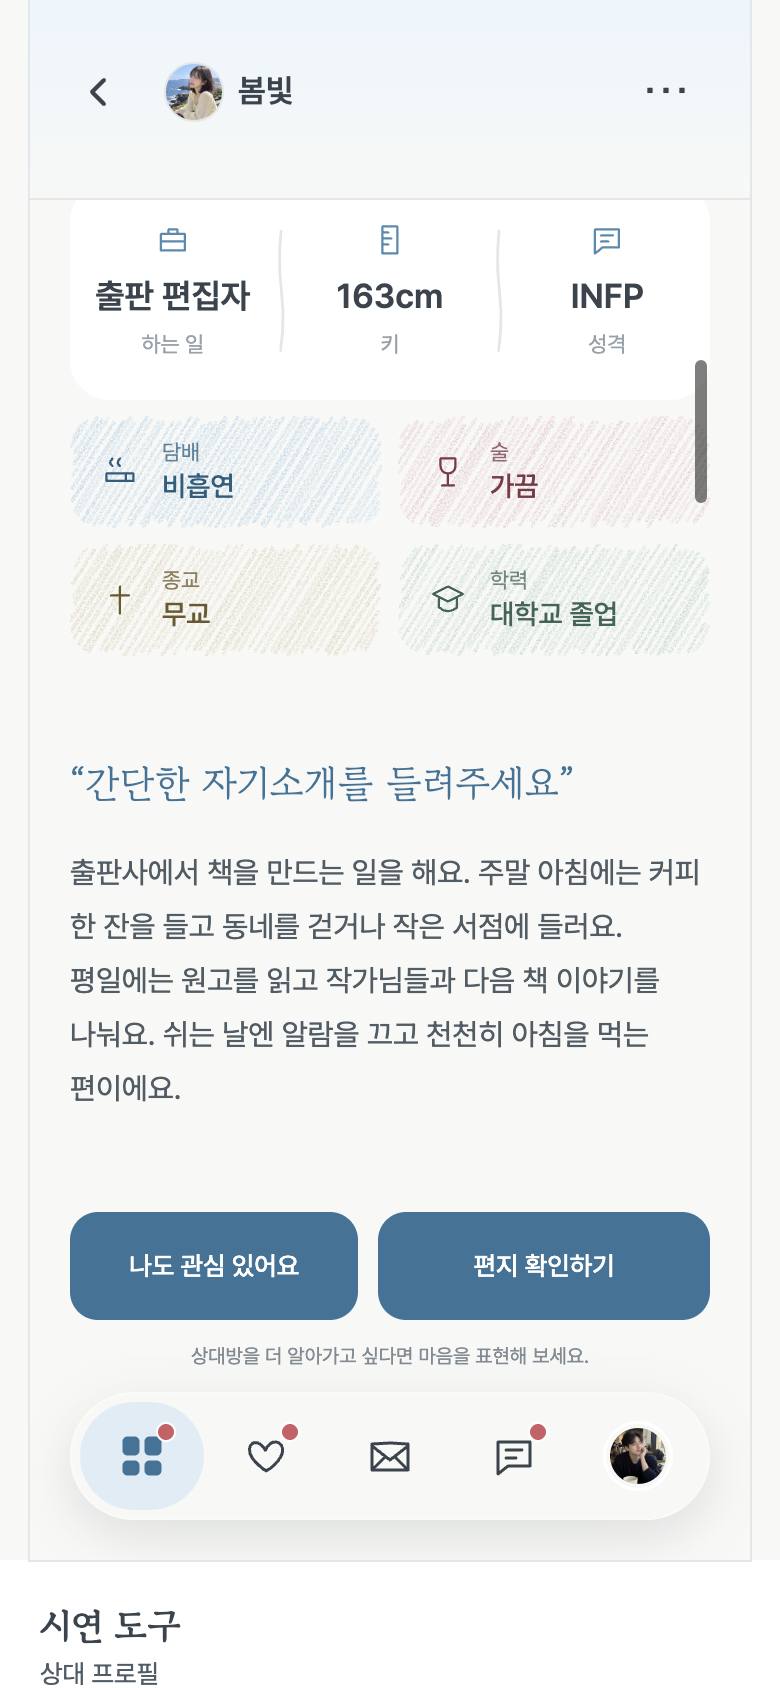 봄빛
출판 편집자
하는 일
163cm
키
INFP
성격
담배
비흡연
술
가끔
종교
무교
학력
대학교 졸업
“간단한 자기소개를 들려주세요”
출판사에서 책을 만드는 일을 해요. 주말 아침에는 커피
한 잔을 들고 동네를 걷거나 작은 서점에 들러요.
평일에는 원고를 읽고 작가님들과 다음 책 이야기를
나눠요. 쉬는 날엔 알람을 끄고 천천히 아침을 먹는
편이에요.
나도 관심 있어요
편지 확인하기
상대방을 더 알아가고 싶다면 마음을 표현해 보세요.
시연 도구
상대 프로필